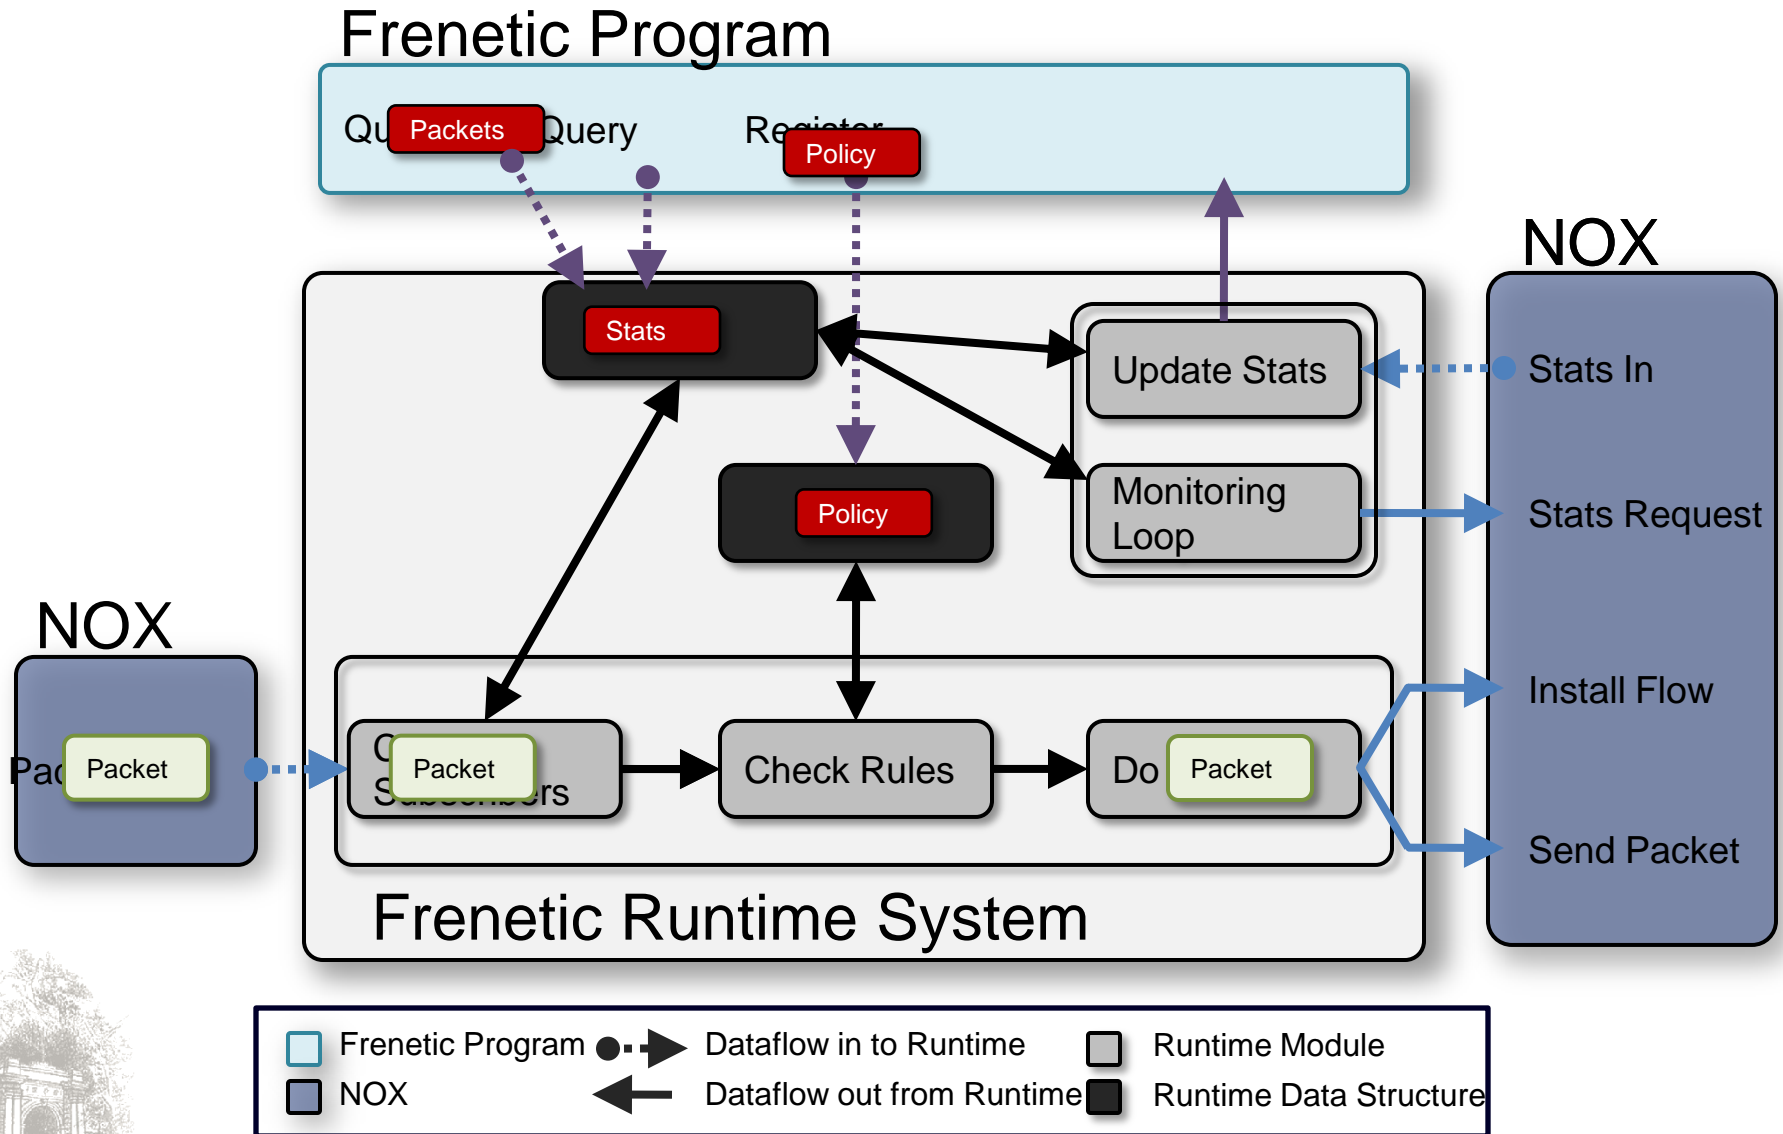 Frenetic Program
Packets
Query
Policy
NOX
Stats
Update Stats
Stats In
Monitoring
Loop
Stats Request
Policy
NOX
Install Flow
Packet
Packet
Check Rules
Do
Packet
Send Packet
Frenetic Runtime System
Frenetic Program
Dataflow in to Runtime
Runtime Module
NOX
Dataflow out from Runtime
Runtime Data Structure